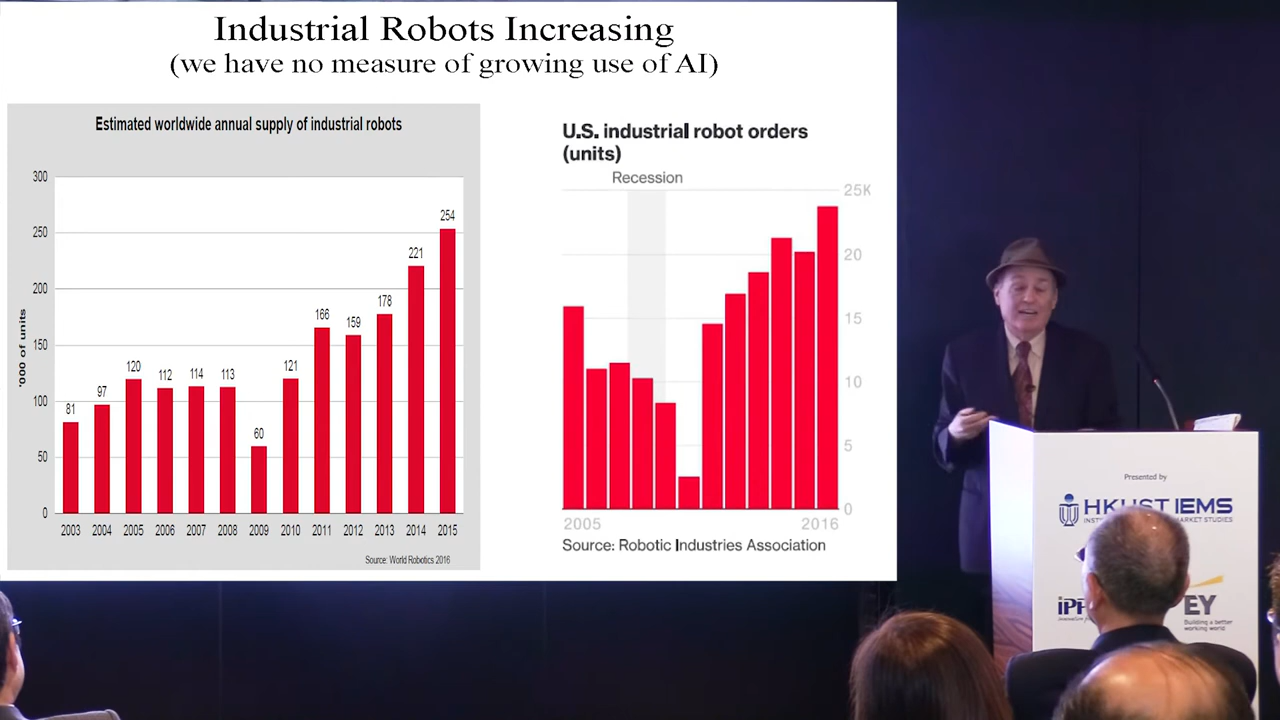 Industrial Robots Increasing
(we have no measure of growing use of AI)
Estimated worldwide annual supply of industrial robots
'000 of units
300
250
200
150
100
50
0
81
97
120
112
114
113
60
121
166
159
178
221
254
2003 2004 2005 2006 2007 2008 2009 2010 2011 2012 2013 2014 2015
Source: World Robotics 2016
U.S. industrial robot orders
(units)
Recession
25K
20
15
10
5
0
2005 2016
Source: Robotic Industries Association
Presented by
HKUST IEMS
MARKET STUDIES
EY
Building a better
working world